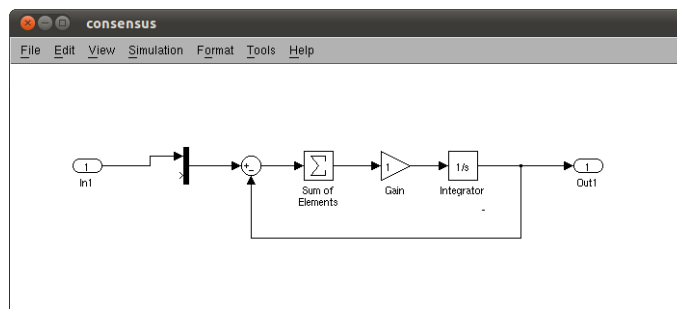 consensus
File Edit View Simulation Format Tools Help
1
In1
+
-
Σ
Sum of
Elements
1
Gain
1/s
Integrator
1
Out1
-